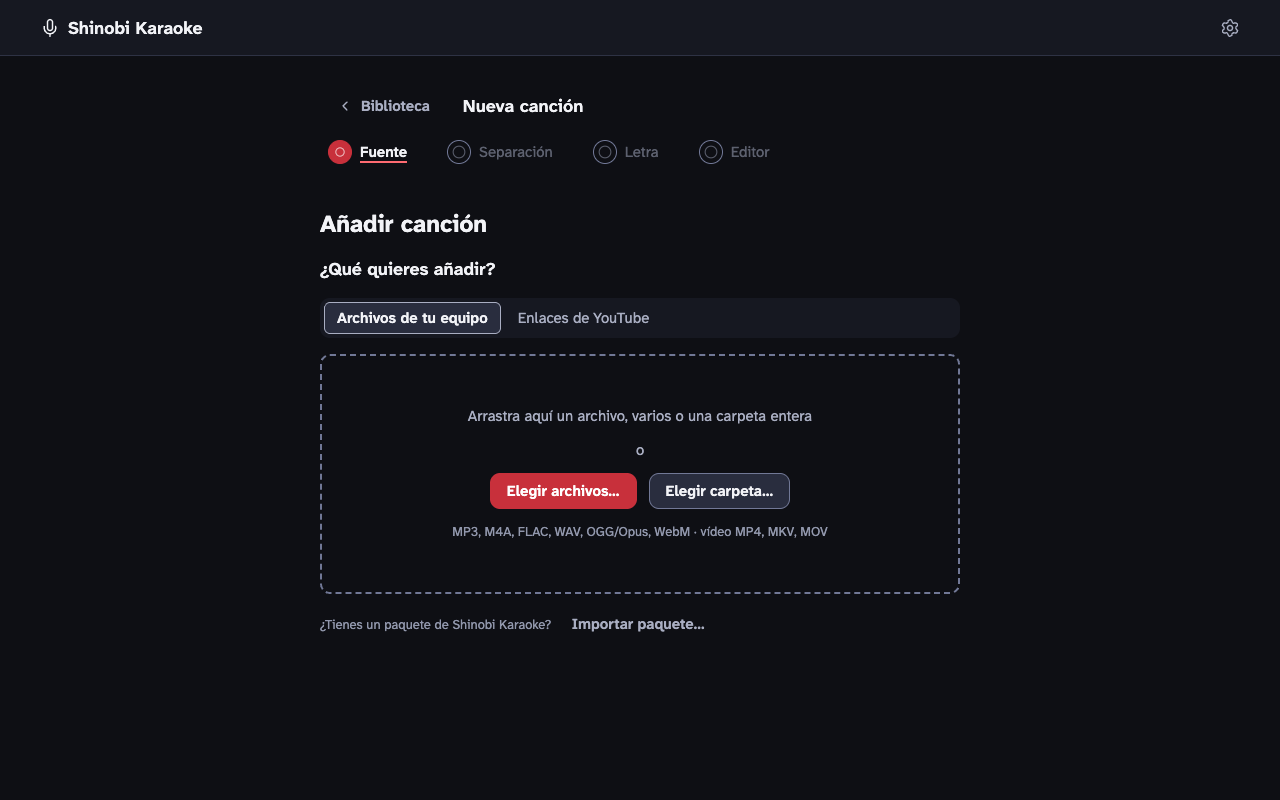 Shinobi Karaoke
Biblioteca
Nueva canción
Fuente
Separación
Letra
Editor
Añadir canción
¿Qué quieres añadir?
Archivos de tu equipo
Enlaces de YouTube
Arrastra aquí un archivo, varios o una carpeta entera
o
Elegir archivos...
Elegir carpeta...
MP3, M4A, FLAC, WAV, OGG/Opus, WebM · vídeo MP4, MKV, MOV
¿Tienes un paquete de Shinobi Karaoke?
Importar paquete...